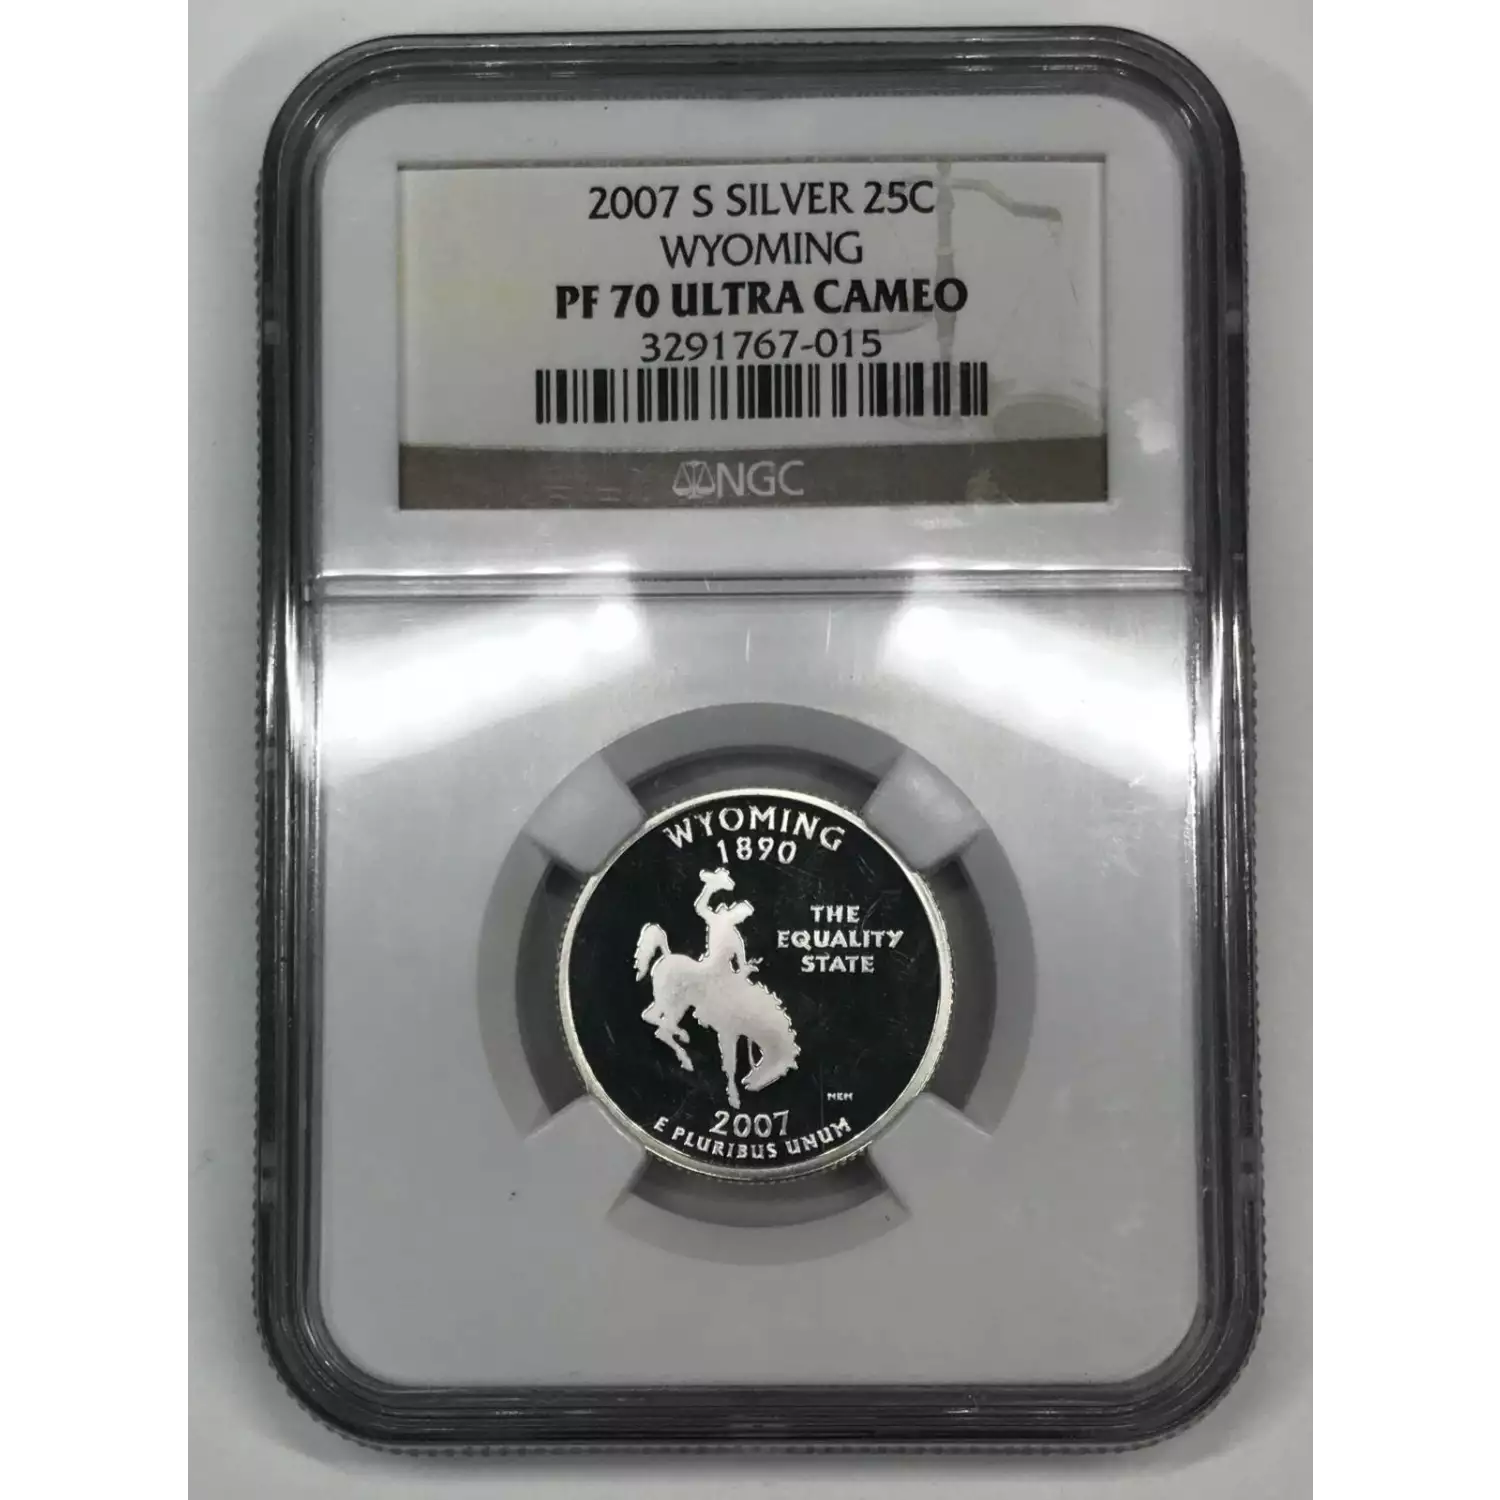 2007 S SILVER 25C
WYOMING
PF 70 ULTRA CAMEO
3291767-015
NGC
WYOMING
1890
THE
EQUALITY
STATE
MEM
2007
E PLURIBUS UNUM